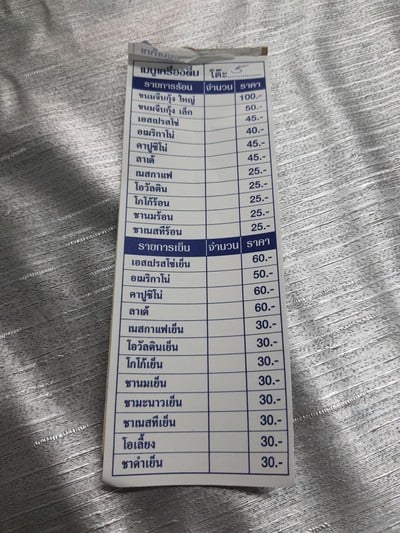 เมนูเครื่องดื่ม โต๊ะ 5
รายการร้อน จำนวน ราคา
ขนมจีบกุ้ง ใหญ่ 100.-
ขนมจีบกุ้ง เล็ก 50.-
เอสเปรสโซ่ 45.-
อเมริกาโน่ 40.-
คาปูชิโน่ 45.-
ลาเต้ 45.-
เนสกาแฟ 25.-
โอวัลติน 25.-
โกโก้ร้อน 25.-
ชานมร้อน 25.-
ชาเนสทีร้อน 25.-
รายการเย็น จำนวน ราคา
เอสเปรสโซ่เย็น 60.-
อเมริกาโน่ 50.-
คาปูชิโน่ 60.-
ลาเต้ 60.-
เนสกาแฟเย็น 30.-
โอวัลตินเย็น 30.-
โกโก้เย็น 30.-
ชานมเย็น 30.-
ชามะนาวเย็น 30.-
ชาเนสทีเย็น 30.-
โอเลี้ยง 30.-
ชาดำเย็น 30.-